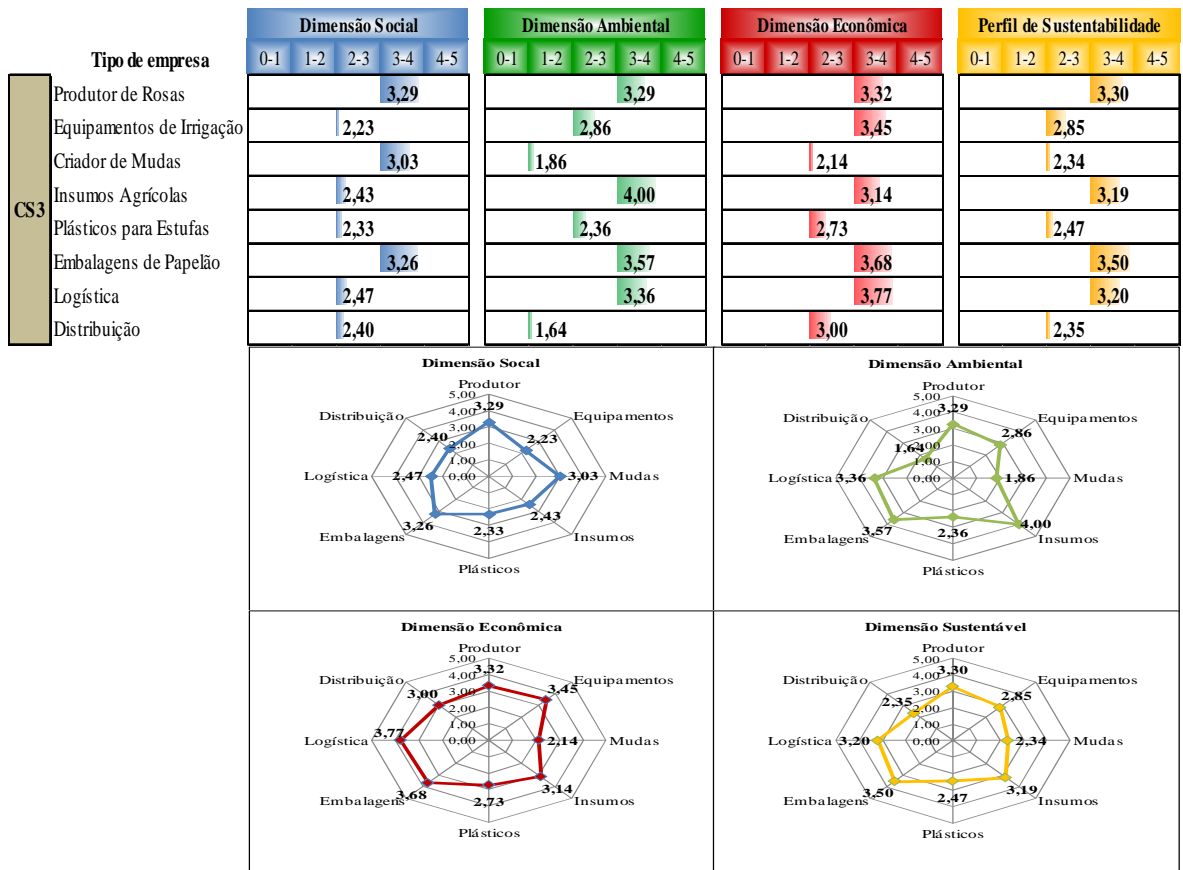 Dimensão Social Dimensão Ambiental Dimensão Econômica Perfil de Sustentabilidade
Tipo de empresa 0-1 1-2 2-3 3-4 4-5 0-1 1-2 2-3 3-4 4-5 0-1 1-2 2-3 3-4 4-5 0-1 1-2 2-3 3-4 4-5
CS3
Produtor de Rosas 3,29 3,29 3,32 3,30
Equipamentos de Irrigação 2,23 2,86 3,45 2,85
Criador de Mudas 3,03 1,86 2,14 2,34
Insumos Agrícolas 2,43 4,00 3,14 3,19
Plásticos para Estufas 2,33 2,36 2,73 2,47
Embalagens de Papelão 3,26 3,57 3,68 3,50
Logística 2,47 3,36 3,77 3,20
Distribuição 2,40 1,64 3,00 2,35
Dimensão Socal
Produtor
5,00
3,29
4,00
Distribuição
Equipamentos
3,00
2,40
2,23
2,00
1,00
Logística 2,47 0,00 3,03 Mudas
2,43
3,26
2,33
Embalagens
Insumos
Plásticos
Dimensão Ambiental
Produtor
5,00
3,29
4,00
Distribuição
Equipamentos
3,00
2,86
1,64
2,00
1,00
Logística 3,36 0,00 1,86 Mudas
4,00
3,57
2,36
Embalagens
Insumos
Plásticos
Dimensão Econômica
Produtor
5,00
3,32
4,00
Distribuição
3,45
Equipamentos
3,00
3,00
2,00
1,00
Logística 3,77 0,00 2,14 Mudas
3,14
3,68
2,73
Embalagens
Insumos
Plásticos
Dimensão Sustentável
Produtor
5,00
3,30
4,00
Distribuição
Equipamentos
3,00
2,35
2,85
2,00
1,00
Logística 3,20 0,00 2,34 Mudas
3,19
3,50
2,47
Embalagens
Insumos
Plásticos